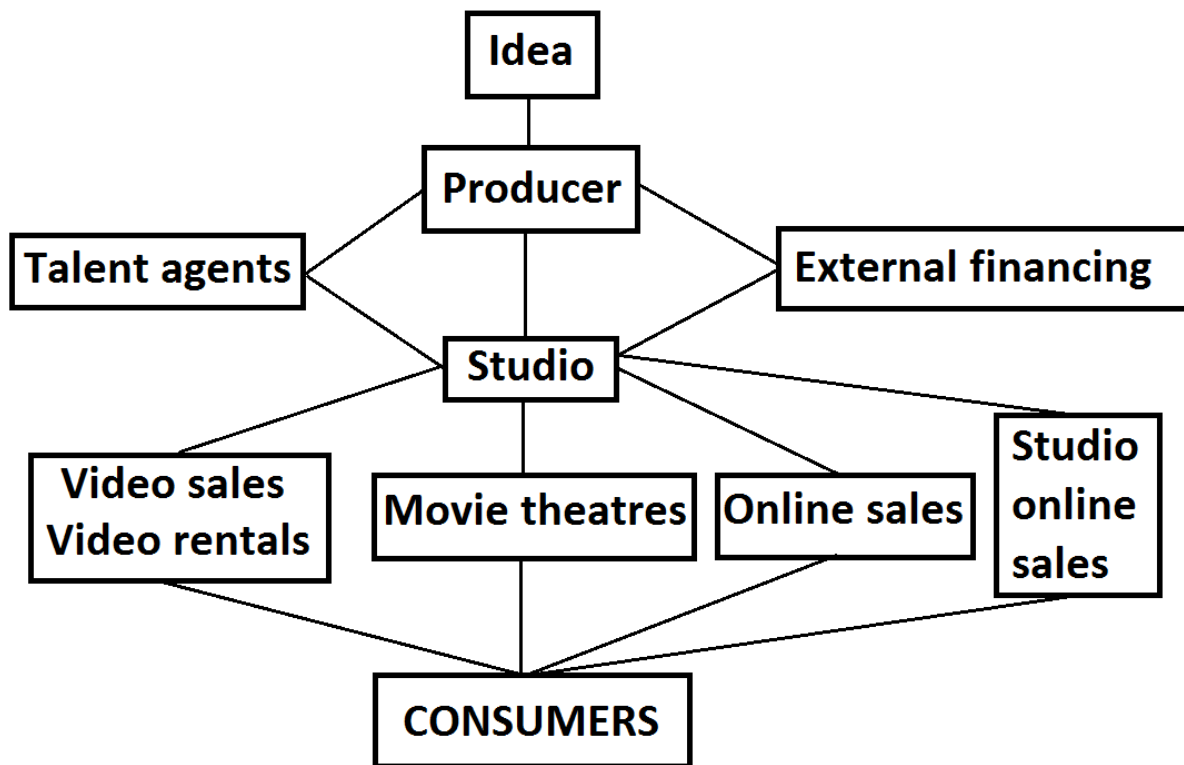 Idea
Producer
Talent agents
External financing
Studio
Video sales
Video rentals
Movie theatres
Online sales
Studio
online
sales
CONSUMERS